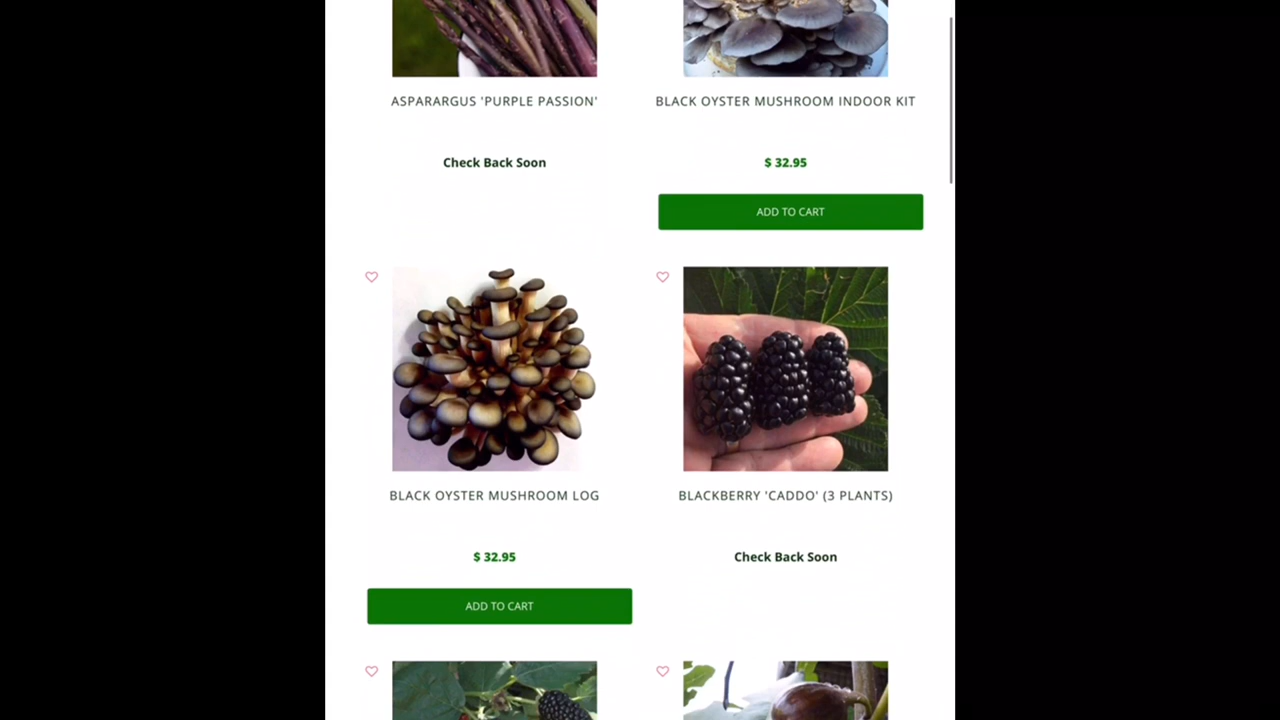 ASPARARGUS 'PURPLE PASSION'
BLACK OYSTER MUSHROOM INDOOR KIT
Check Back Soon
$ 32.95
ADD TO CART
BLACK OYSTER MUSHROOM LOG
BLACKBERRY 'CADDO' (3 PLANTS)
$ 32.95
Check Back Soon
ADD TO CART